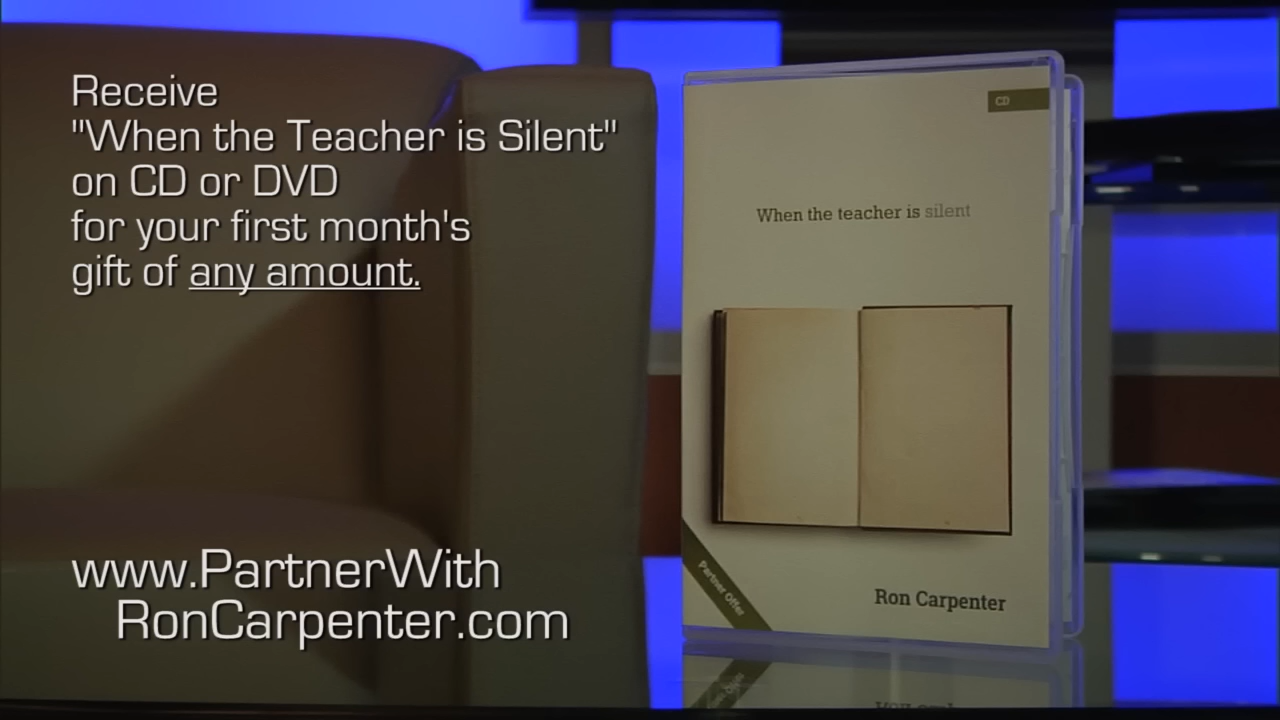 Receive
"When the Teacher is Silent"
on CD or DVD
for your first month's
gift of any amount.
www.PartnerWith
RonCarpenter.com
CD
When the teacher is silent
Partner Offer
Ron Carpenter